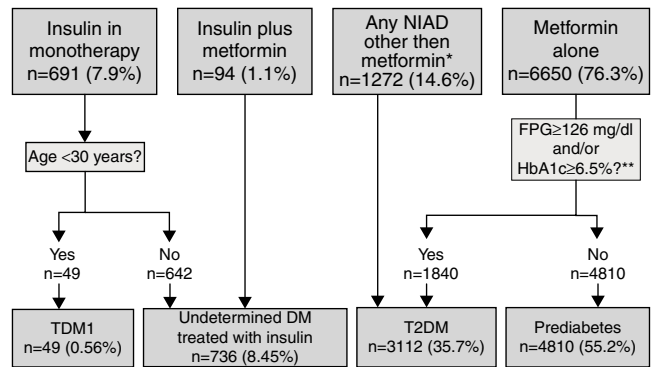 Insulin in
monotherapy
n=691 (7.9%)
Insulin plus
metformin
n=94 (1.1%)
Any NIAD
other then
metformin*
n=1272 (14.6%)
Metformin
alone
n=6650 (76.3%)
Age <30 years?
FPG≥126 mg/dl
and/or
HbA1c≥6.5%?**
Yes
n=49
No
n=642
Yes
n=1840
No
n=4810
TDM1
n=49 (0.56%)
Undetermined DM
treated with insulin
n=736 (8.45%)
T2DM
n=3112 (35.7%)
Prediabetes
n=4810 (55.2%)